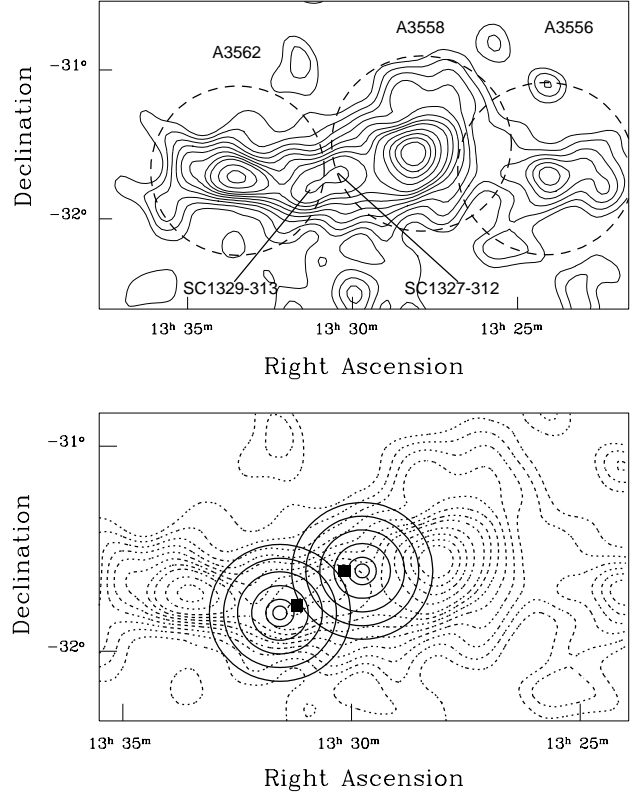 A3558
A3556
A3562
−31°
−32°
Declination
SC1329-313
SC1327-312
13ʰ 35ᵐ
13ʰ 30ᵐ
13ʰ 25ᵐ
Right Ascension
−31°
−32°
Declination
13ʰ 35ᵐ
13ʰ 30ᵐ
13ʰ 25ᵐ
Right Ascension